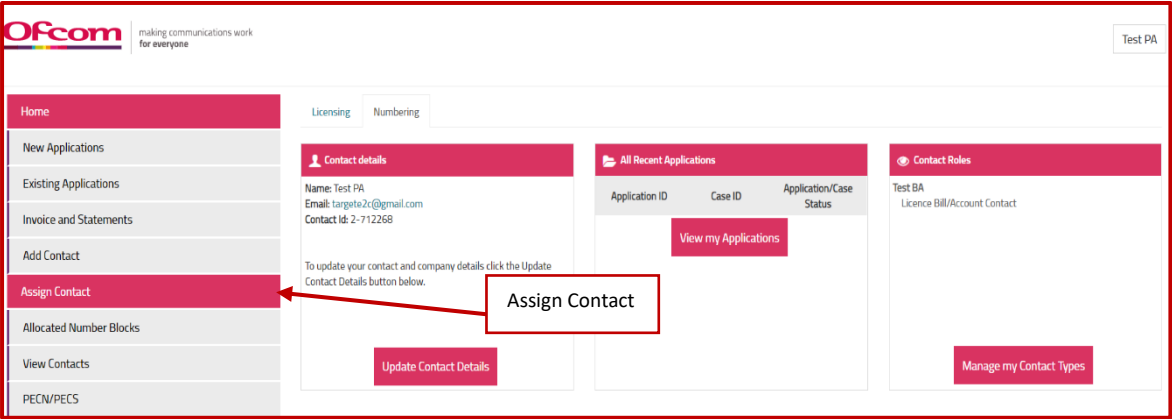 Ofcom
making communications work
for everyone
Test PA
Home
New Applications
Existing Applications
Invoice and Statements
Add Contact
Assign Contact
Allocated Number Blocks
View Contacts
PECN/PECS
Licensing
Numbering
Contact details
Name: Test PA
Email: targete2c@gmail.com
Contact Id: 2-712268
To update your contact and company details click the Update
Contact Details button below.
Update Contact Details
Assign Contact
All Recent Applications
Application ID
Case ID
Application/Case
Status
View my Applications
Contact Roles
Test BA
Licence Bill/Account Contact
Manage my Contact Types